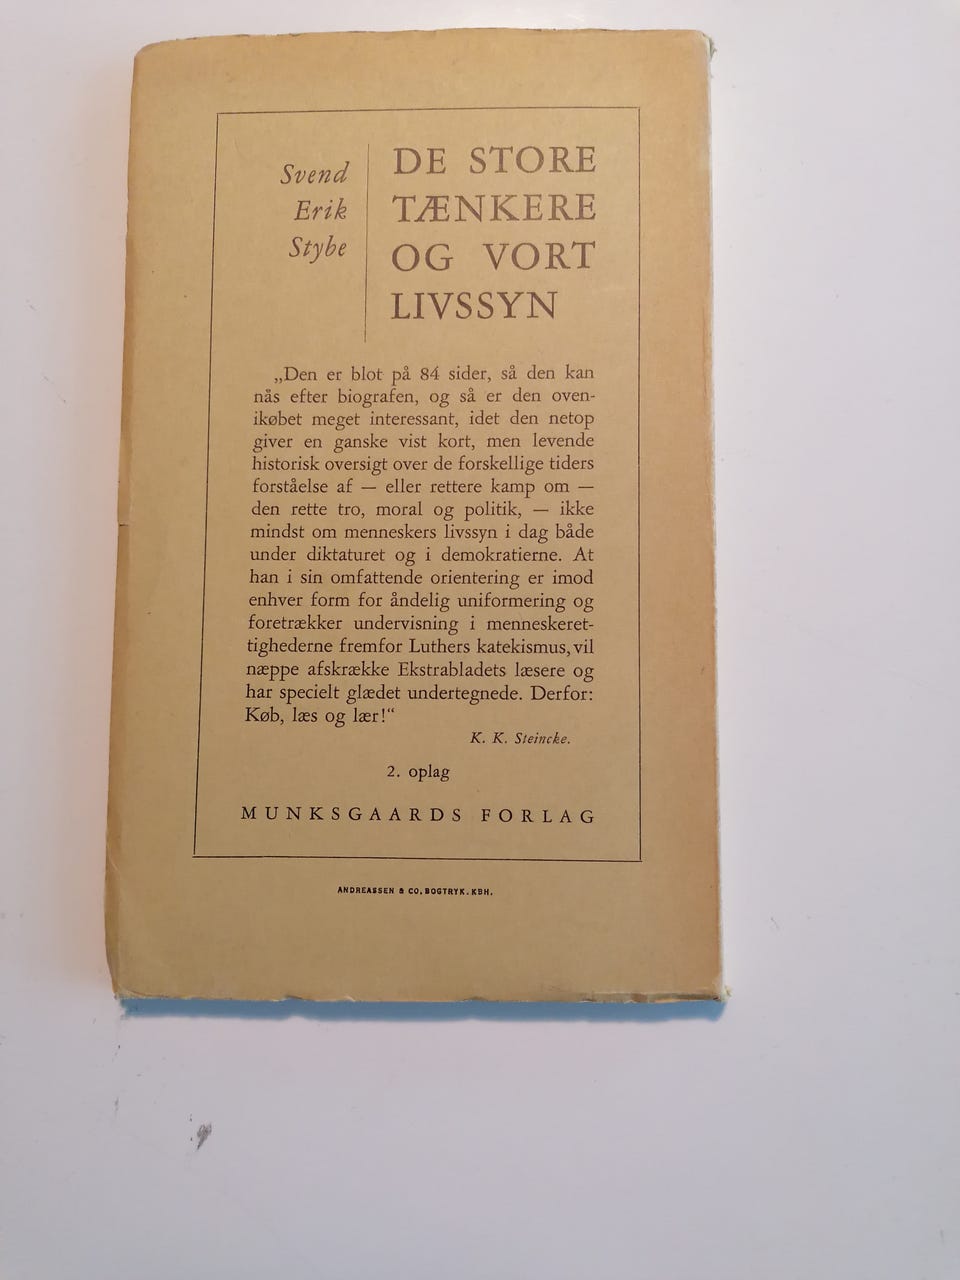 Svend
Erik
Stybe
DE STORE
TÆNKERE
OG VORT
LIVSSYN
„Den er blot på 84 sider, så den kan
nås efter biografen, og så er den oven-
ikøbet meget interessant, idet den netop
giver en ganske vist kort, men levende
historisk oversigt over de forskellige tiders
forståelse af — eller rettere kamp om —
den rette tro, moral og politik, — ikke
mindst om menneskers livssyn i dag både
under diktaturet og i demokratierne. At
han i sin omfattende orientering er imod
enhver form for åndelig uniformering og
foretrækker undervisning i menneskeret-
tighederne fremfor Luthers katekismus, vil
næppe afskrække Ekstrabladets læsere og
har specielt glædet undertegnede. Derfor:
Køb, læs og lær!“
K. K. Steincke.
2. oplag
MUNKSGAARDS FORLAG
ANDREASSEN & CO. BOGTRYK. KBH.